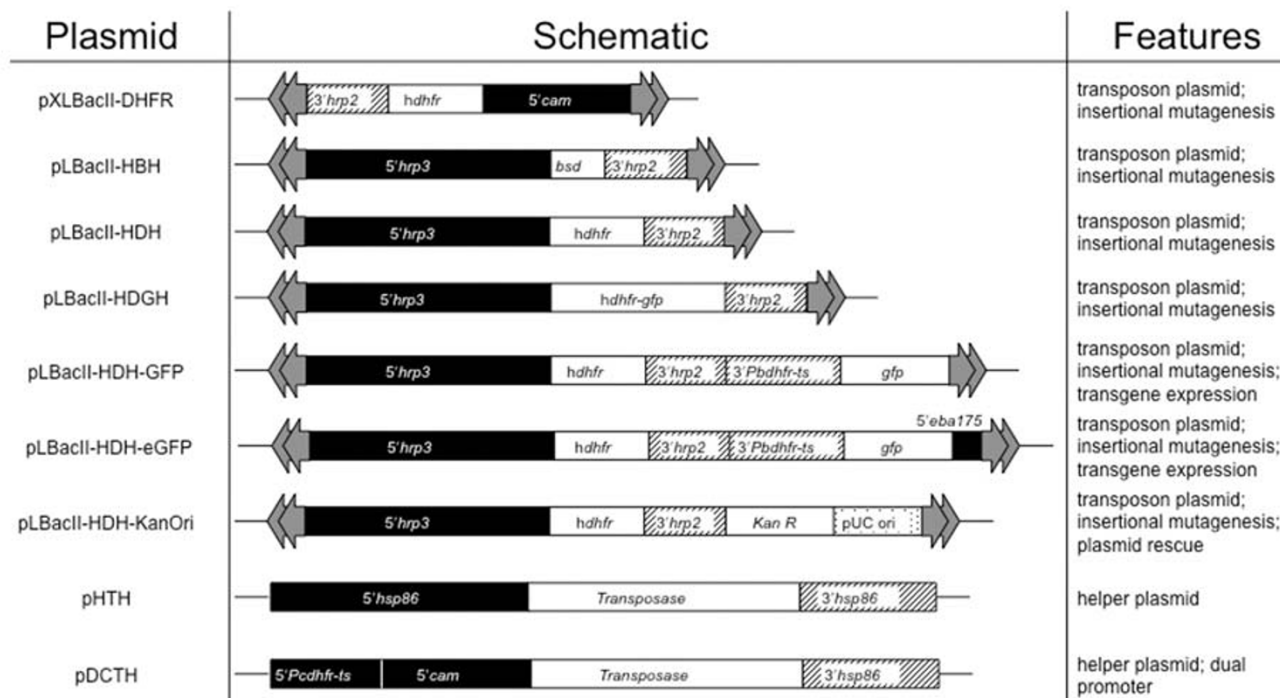 Plasmid Schematic Features
pXLBacII-DHFR 3´hrp2 hdhfr 5´cam transposon plasmid;
insertional mutagenesis
pLBacII-HBH 5´hrp3 bsd 3´hrp2 transposon plasmid;
insertional mutagenesis
pLBacII-HDH 5´hrp3 hdhfr 3´hrp2 transposon plasmid;
insertional mutagenesis
pLBacII-HDGH 5´hrp3 hdhfr-gfp 3´hrp2 transposon plasmid;
insertional mutagenesis
pLBacII-HDH-GFP 5´hrp3 hdhfr 3´hrp2 3´Pbdhfr-ts gfp transposon plasmid;
insertional mutagenesis;
transgene expression
5´eba175
pLBacII-HDH-eGFP 5´hrp3 hdhfr 3´hrp2 3´Pbdhfr-ts gfp transposon plasmid;
insertional mutagenesis;
transgene expression
pLBacII-HDH-KanOri 5´hrp3 hdhfr 3´hrp2 Kan R pUC ori transposon plasmid;
insertional mutagenesis;
plasmid rescue
pHTH 5´hsp86 Transposase 3´hsp86 helper plasmid
pDCTH 5´Pcdhfr-ts 5´cam Transposase 3´hsp86 helper plasmid; dual
promoter